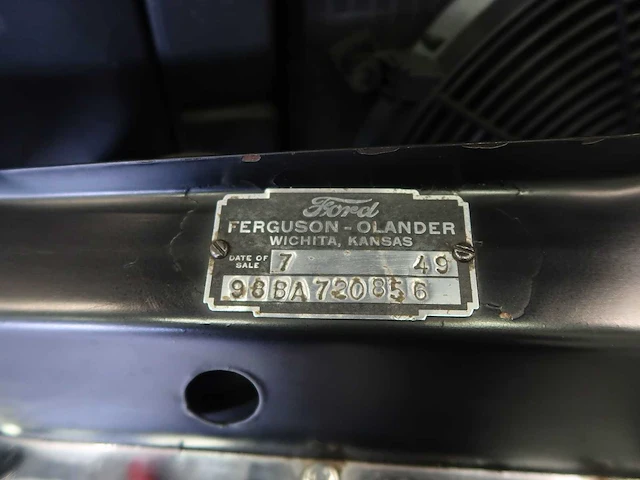 Ford
FERGUSON - OLANDER
WICHITA, KANSAS
DATE OF SALE 7 49
98BA720856